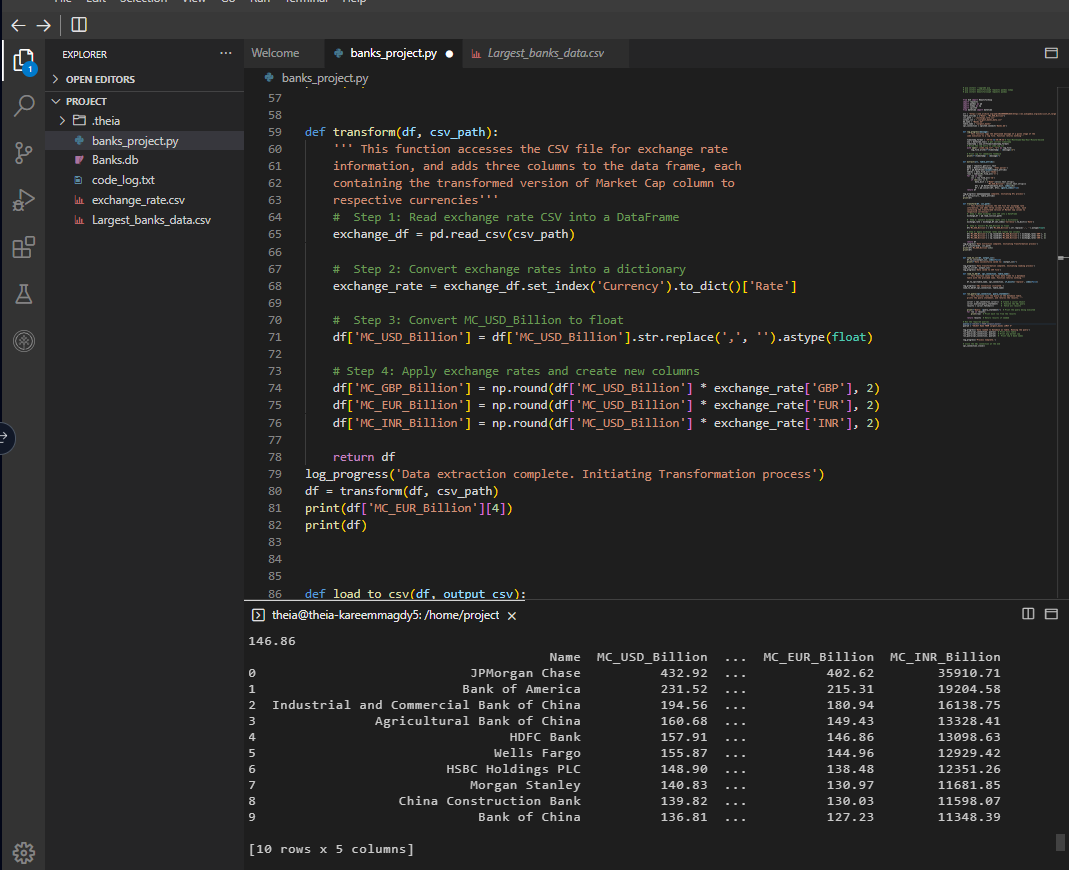 File Edit Selection View Go Run Terminal Help
EXPLORER ...
Welcome banks_project.py Largest_banks_data.csv
1
OPEN EDITORS
PROJECT
.theia
banks_project.py
Banks.db
code_log.txt
exchange_rate.csv
Largest_banks_data.csv
banks_project.py
57
58
59 def transform(df, csv_path):
60 ''' This function accesses the CSV file for exchange rate
61 information, and adds three columns to the data frame, each
62 containing the transformed version of Market Cap column to
63 respective currencies'''
64 #  Step 1: Read exchange rate CSV into a DataFrame
65 exchange_df = pd.read_csv(csv_path)
66
67 #  Step 2: Convert exchange rates into a dictionary
68 exchange_rate = exchange_df.set_index('Currency').to_dict()['Rate']
69
70 #  Step 3: Convert MC_USD_Billion to float
71 df['MC_USD_Billion'] = df['MC_USD_Billion'].str.replace(',', '').astype(float)
72
73 # Step 4: Apply exchange rates and create new columns
74 df['MC_GBP_Billion'] = np.round(df['MC_USD_Billion'] * exchange_rate['GBP'], 2)
75 df['MC_EUR_Billion'] = np.round(df['MC_USD_Billion'] * exchange_rate['EUR'], 2)
76 df['MC_INR_Billion'] = np.round(df['MC_USD_Billion'] * exchange_rate['INR'], 2)
77
78 return df
79 log_progress('Data extraction complete. Initiating Transformation process')
80 df = transform(df, csv_path)
81 print(df['MC_EUR_Billion'][4])
82 print(df)
83
84
85
86 def load_to_csv(df, output_csv):
theia@theia-kareemmagdy5: /home/project
146.86
Name MC_USD_Billion ... MC_EUR_Billion MC_INR_Billion
0 JPMorgan Chase 432.92 ... 402.62 35910.71
1 Bank of America 231.52 ... 215.31 19204.58
2 Industrial and Commercial Bank of China 194.56 ... 180.94 16138.75
3 Agricultural Bank of China 160.68 ... 149.43 13328.41
4 HDFC Bank 157.91 ... 146.86 13098.63
5 Wells Fargo 155.87 ... 144.96 12929.42
6 HSBC Holdings PLC 148.90 ... 138.48 12351.26
7 Morgan Stanley 140.83 ... 130.97 11681.85
8 China Construction Bank 139.82 ... 130.03 11598.07
9 Bank of China 136.81 ... 127.23 11348.39
[10 rows x 5 columns]